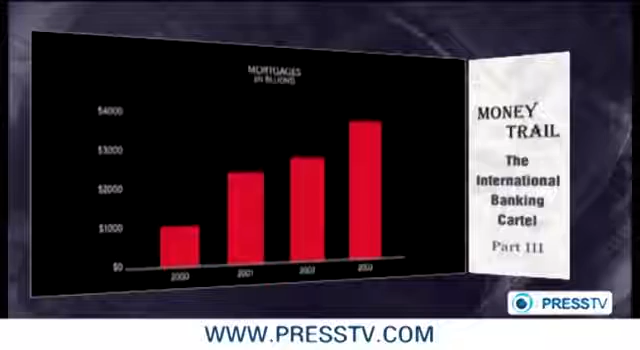 MORTGAGES
(IN BILLIONS)
$4000
$3000
$2000
$1000
$0
2000
2001
2002
2003
MONEY
TRAIL
The
International
Banking
Cartel
Part III
PRESSTV
WWW.PRESSTV.COM